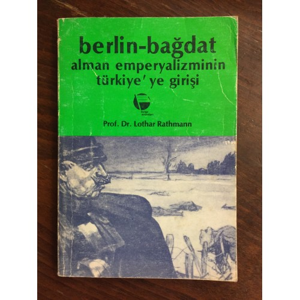 berlin-bağdat
alman emperyalizminin
türkiye' ye girişi
Prof. Dr. Lothar Rathmann